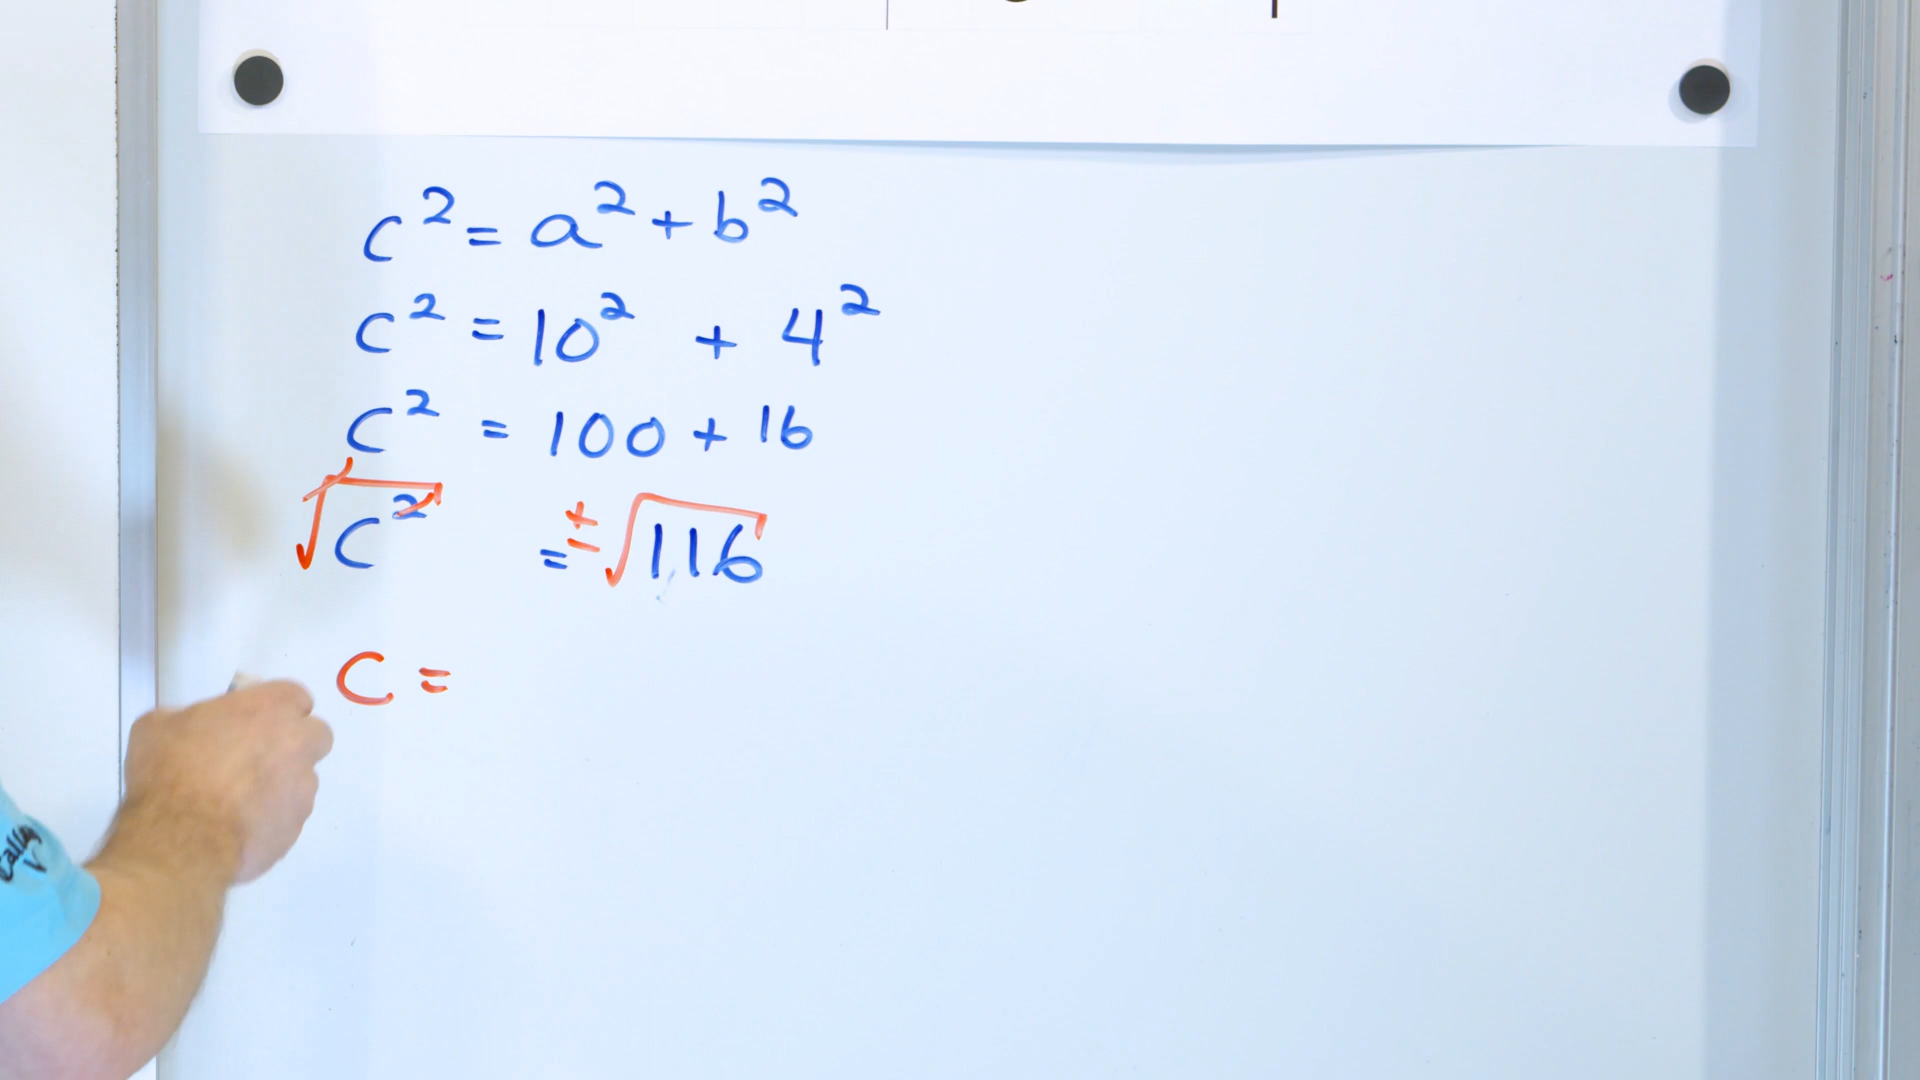 c² = a² + b²
c² = 10² + 4²
c² = 100 + 16
√c² = ±√116
c =